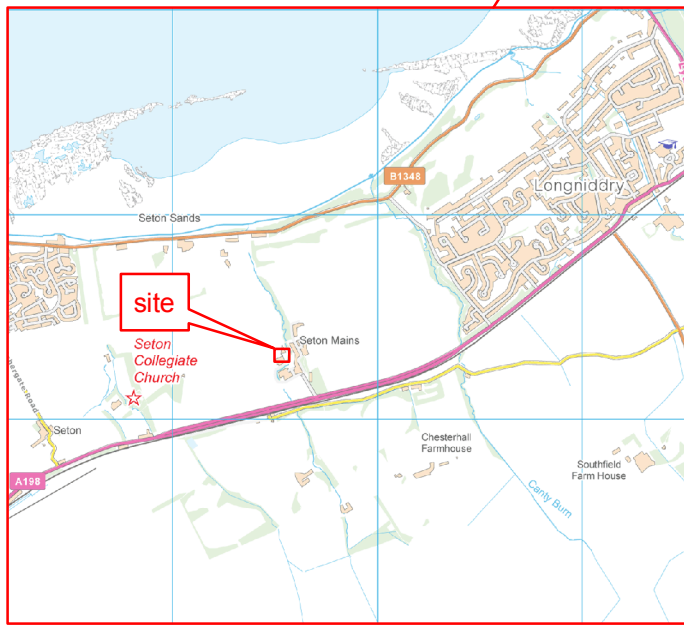 B1348
Longniddry
Seton Sands
site
Seton Mains
Seton
Collegiate
Church
Seton
A198
Chesterhall
Farmhouse
Southfield
Farm House
Canty Burn